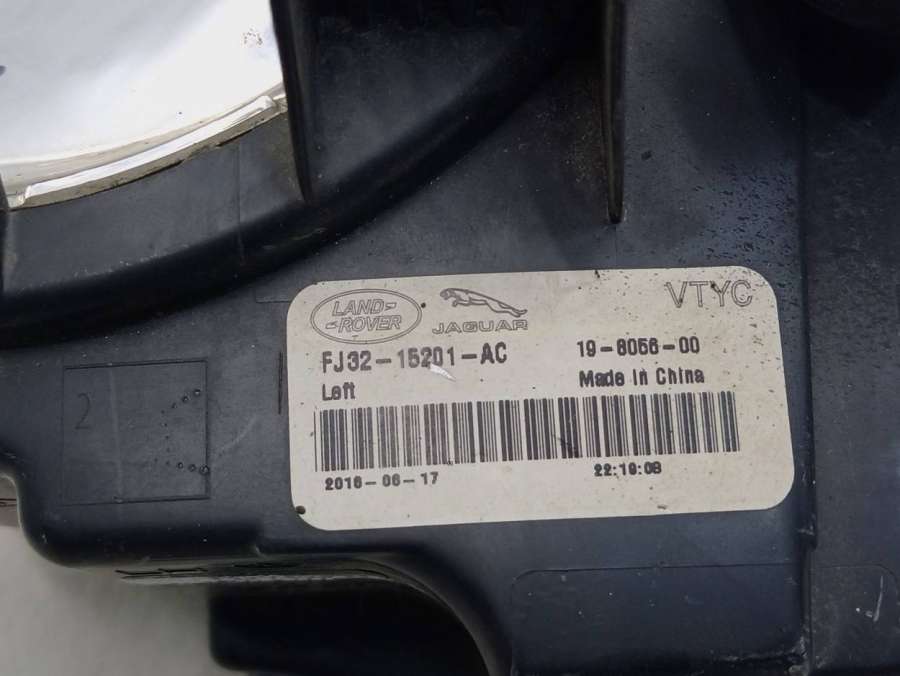 LAND-
-ROVER
JAGUAR
VTYC
FJ32-15201-AC
19-8056-00
Left
Made in China
2016-06-17
22:19:08
2